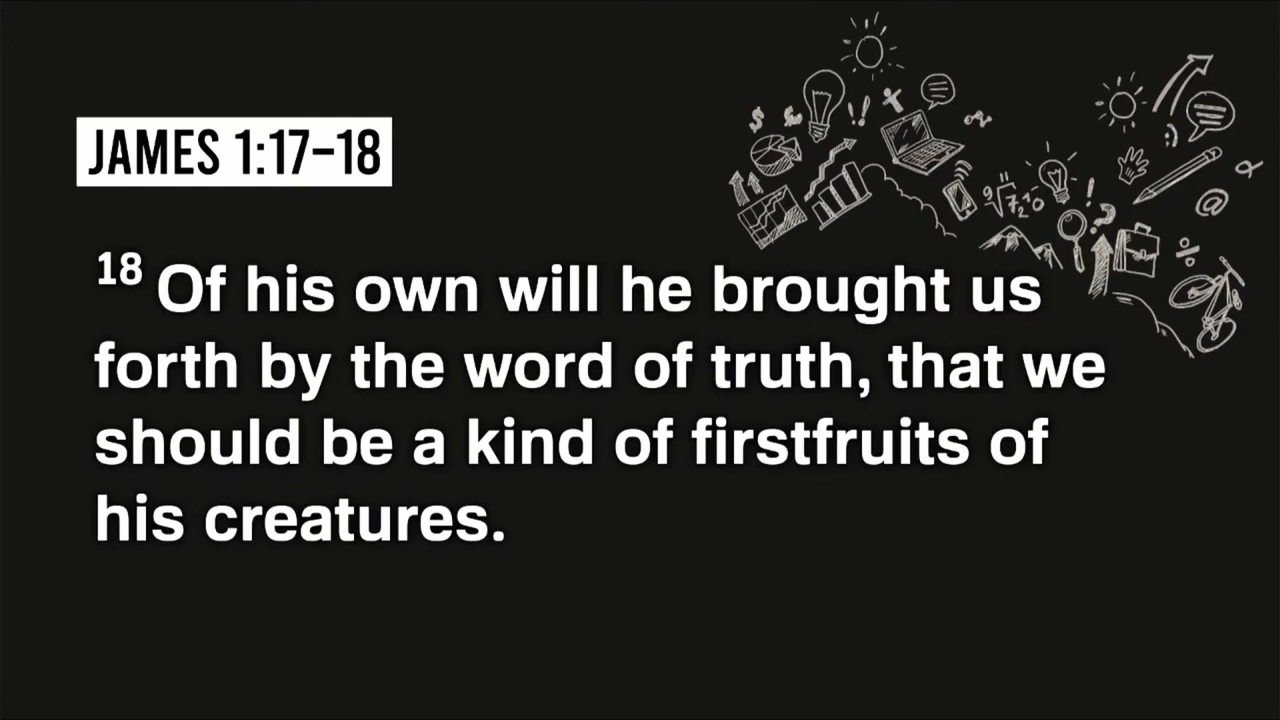 JAMES 1:17–18
18 Of his own will he brought us
forth by the word of truth, that we
should be a kind of firstfruits of
his creatures.